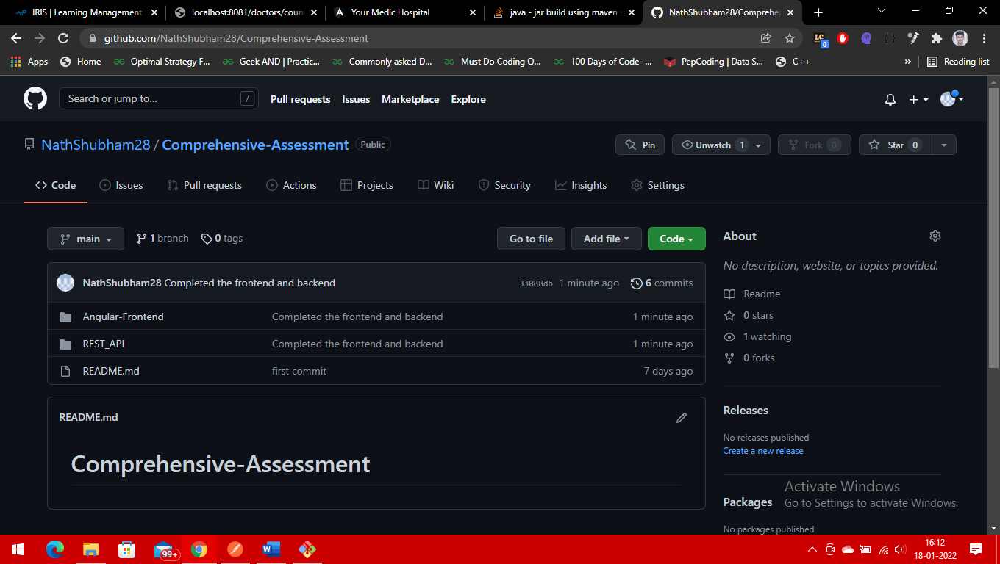 IRIS | Learning Management
localhost:8081/doctors/coun
Your Medic Hospital
java - jar build using maven
NathShubham28/Comprehe
github.com/NathShubham28/Comprehensive-Assessment
LC
0
Apps
Home
Optimal Strategy F...
Geek AND | Practic...
Commonly asked D...
Must Do Coding Q...
100 Days of Code -...
PepCoding | Data S...
C++
»
Reading list
Search or jump to...
/
Pull requests
Issues
Marketplace
Explore
NathShubham28 / Comprehensive-Assessment
Public
Pin
Unwatch 1
Fork 0
Star 0
Code
Issues
Pull requests
Actions
Projects
Wiki
Security
Insights
Settings
main
1 branch
0 tags
Go to file
Add file
Code
NathShubham28 Completed the frontend and backend
33088db 1 minute ago
6 commits
Angular-Frontend
Completed the frontend and backend
1 minute ago
REST_API
Completed the frontend and backend
1 minute ago
README.md
first commit
7 days ago
README.md
Comprehensive-Assessment
About
No description, website, or topics provided.
Readme
0 stars
1 watching
0 forks
Releases
No releases published
Create a new release
Packages
No packages published
Activate Windows
Go to Settings to activate Windows.
99+
16:12
18-01-2022